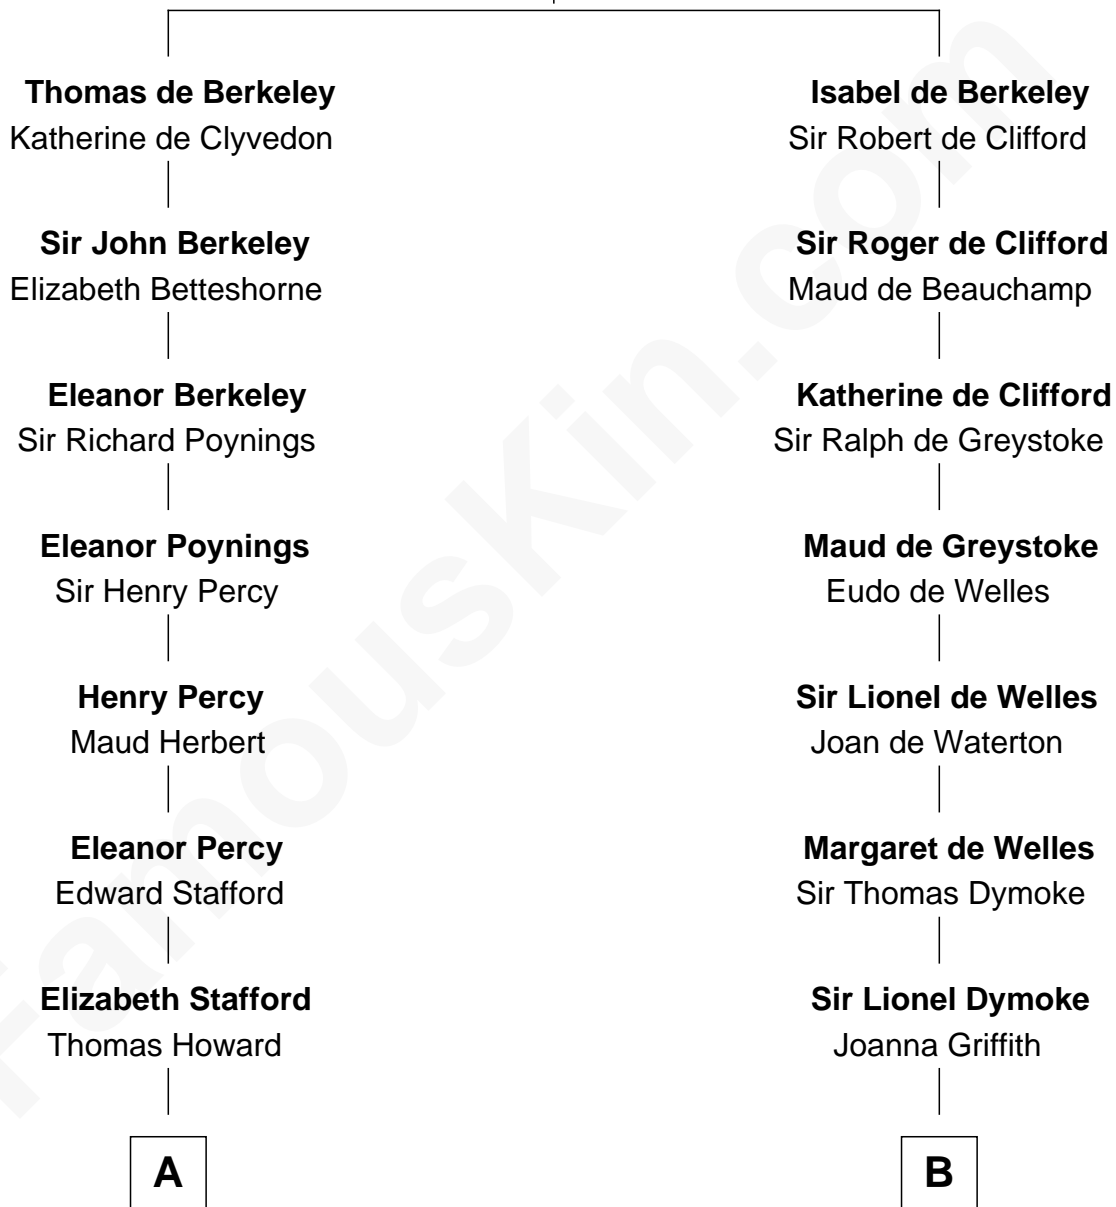 Thomas de Berkeley
Katherine de Clyvedon
Sir John Berkeley
Elizabeth Betteshorne
Eleanor Berkeley
Sir Richard Poynings
Eleanor Poynings
Sir Henry Percy
Henry Percy
Maud Herbert
Eleanor Percy
Edward Stafford
Elizabeth Stafford
Thomas Howard
A
Isabel de Berkeley
Sir Robert de Clifford
Sir Roger de Clifford
Maud de Beauchamp
Katherine de Clifford
Sir Ralph de Greystoke
Maud de Greystoke
Eudo de Welles
Sir Lionel de Welles
Joan de Waterton
Margaret de Welles
Sir Thomas Dymoke
Sir Lionel Dymoke
Joanna Griffith
B
FamousKin.com